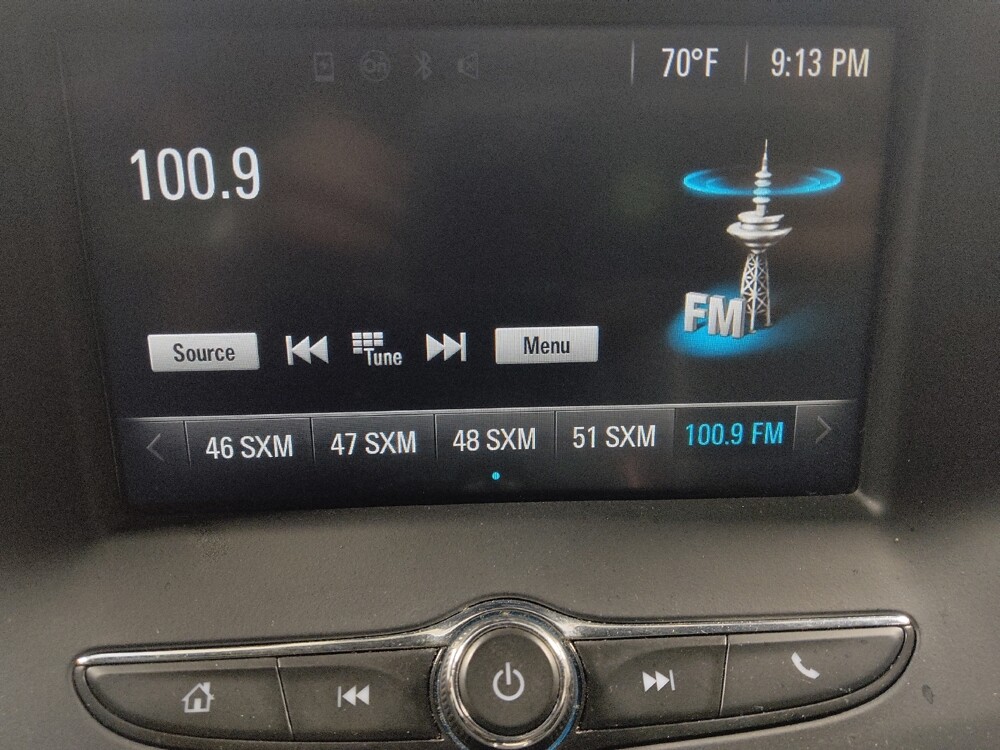 70°F 9:13 PM
100.9
FM
Source Tune Menu
46 SXM 47 SXM 48 SXM 51 SXM 100.9 FM